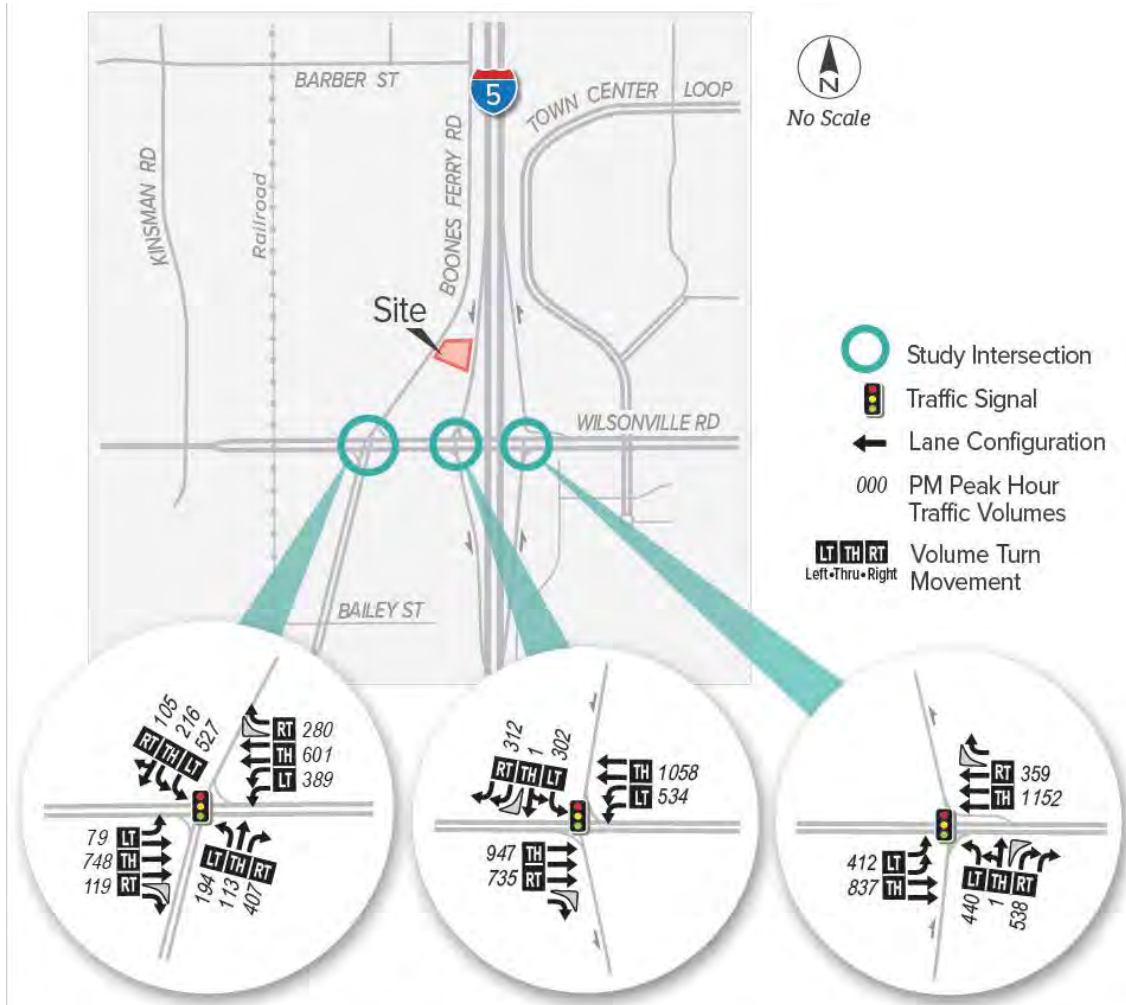 BARBER ST
5
TOWN CENTER LOOP
N
No Scale
KINSMAN RD
Railroad
BOONES FERRY RD
Site
WILSONVILLE RD
BAILEY ST
Study Intersection
Traffic Signal
Lane Configuration
000 PM Peak Hour
Traffic Volumes
LT TH RT Volume Turn
Left•Thru•Right Movement
105 216 527
RT TH LT
RT 280
TH 601
LT 389
79 LT
748 TH
119 RT
LT TH RT
194 113 407
312 1 302
RT TH LT
TH 1058
LT 534
947 TH
735 RT
RT 359
TH 1152
412 LT
837 TH
LT TH RT
440 1 538